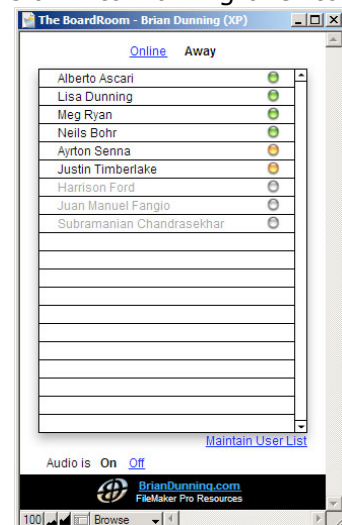 The BoardRoom - Brian Dunning (XP)
Online Away
Alberto Ascari
Lisa Dunning
Meg Ryan
Neils Bohr
Ayrton Senna
Justin Timberlake
Harrison Ford
Juan Manuel Fangio
Subramanian Chandrasekhar
Maintain User List
Audio is On Off
BrianDunning.com
FileMaker Pro Resources
100 Browse